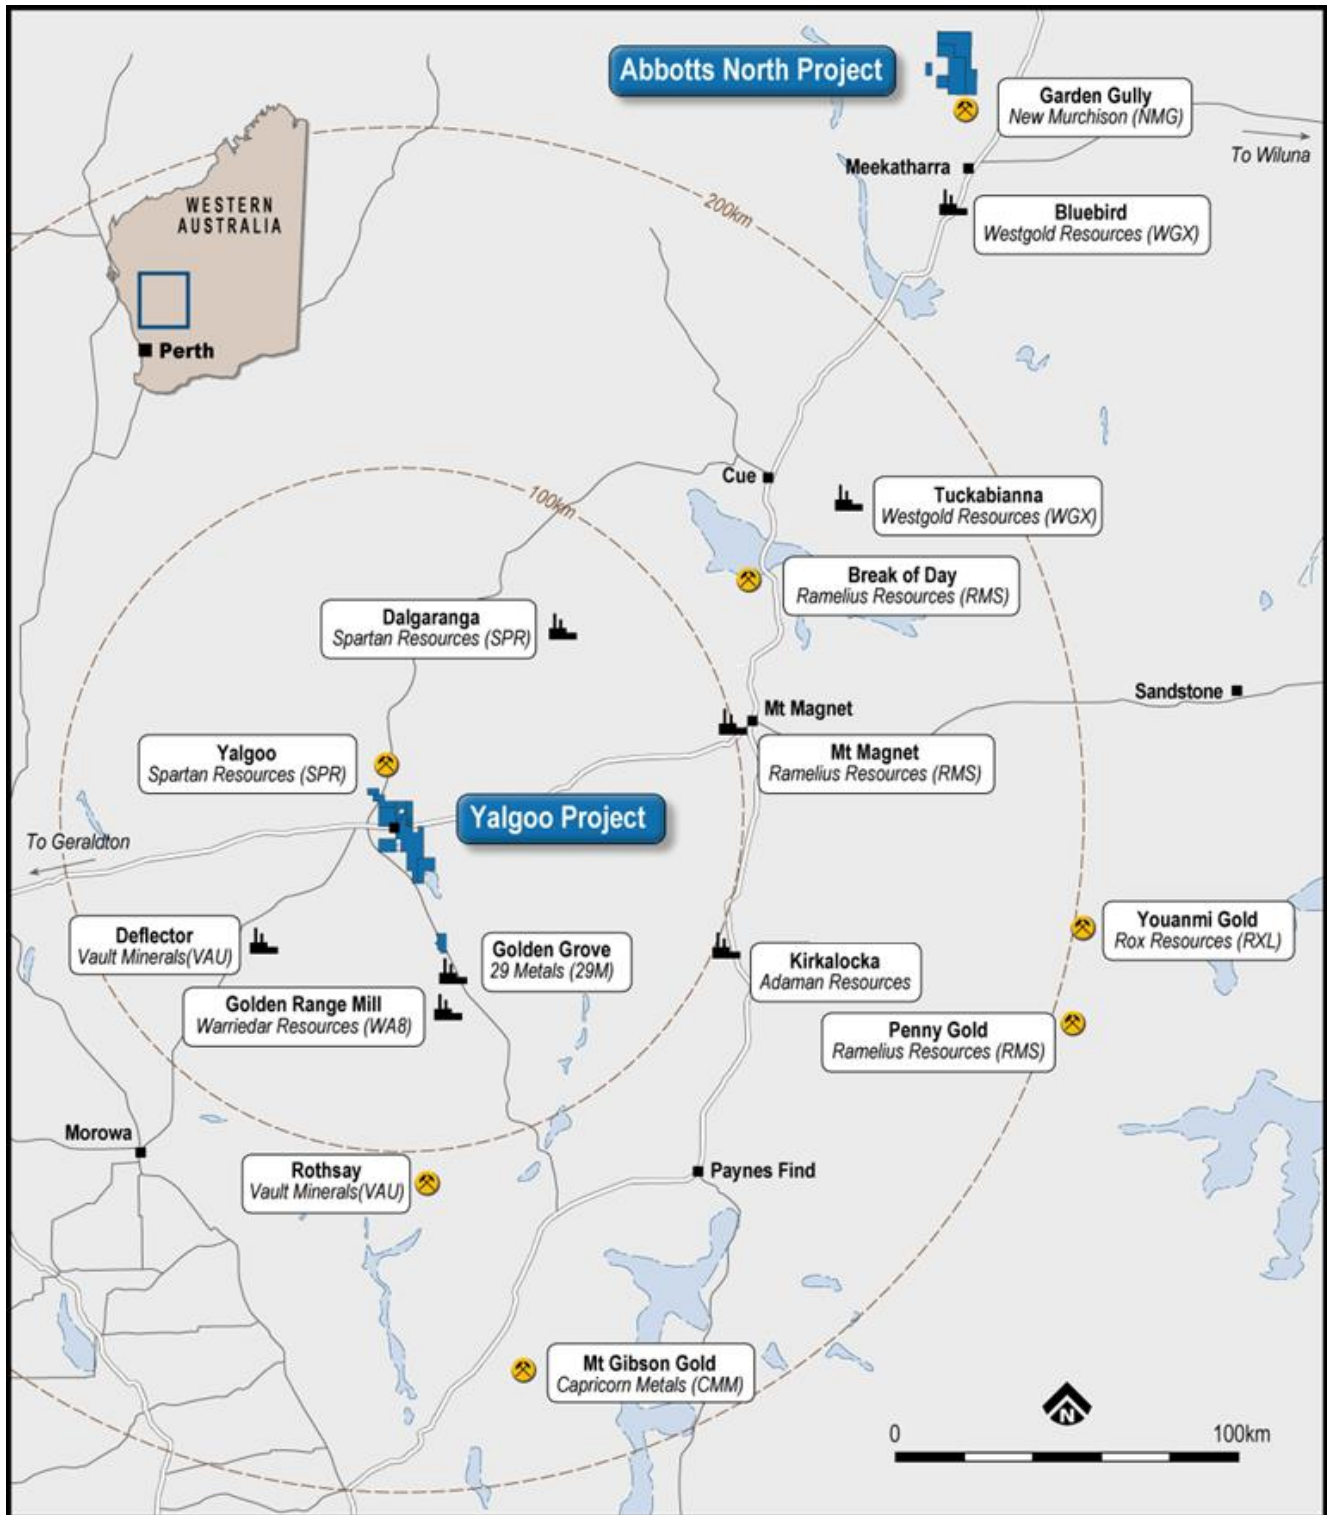 Abbotts North Project
Garden Gully
New Murchison (NMG)
To Wiluna
Meekatharra
WESTERN
AUSTRALIA
200km
Bluebird
Westgold Resources (WGX)
Perth
Cue
Tuckabianna
Westgold Resources (WGX)
100km
Break of Day
Ramelius Resources (RMS)
Dalgaranga
Spartan Resources (SPR)
Sandstone
Mt Magnet
Yalgoo
Spartan Resources (SPR)
Mt Magnet
Ramelius Resources (RMS)
Yalgoo Project
To Geraldton
Deflector
Vault Minerals(VAU)
Golden Grove
29 Metals (29M)
Youanmi Gold
Rox Resources (RXL)
Kirkalocka
Adaman Resources
Golden Range Mill
Warriedar Resources (WA8)
Penny Gold
Ramelius Resources (RMS)
Morowa
Rothsay
Vault Minerals(VAU)
Paynes Find
Mt Gibson Gold
Capricorn Metals (CMM)
N
0 100km